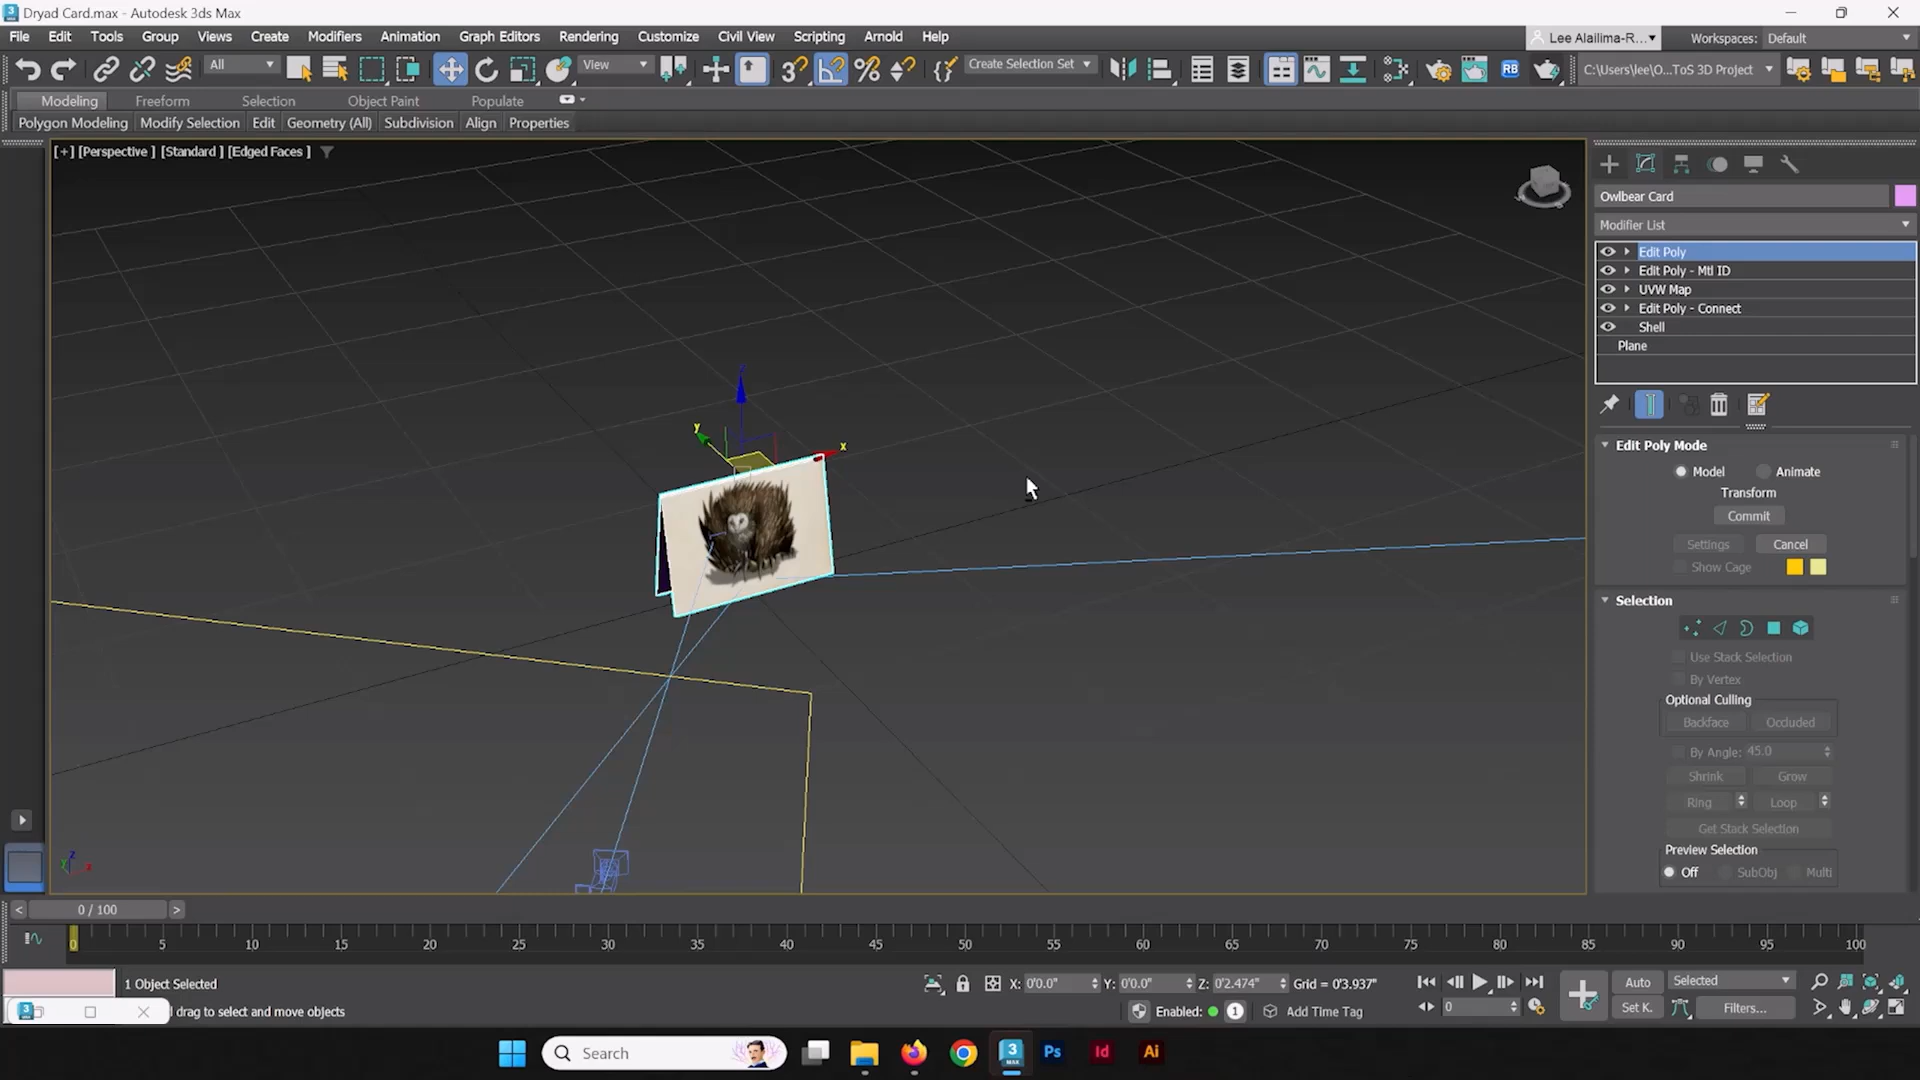 Dryad Card.max - Autodesk 3ds Max
File Edit Tools Group Views Create Modifiers Animation Graph Editors Rendering Customize Civil View Scripting Arnold Help
Lee Alailima-R... Workspaces: Default
All View Create Selection Set RB C:\Users\lee\O...ToS 3D Project
Modeling Freeform Selection Object Paint Populate
Polygon Modeling Modify Selection Edit Geometry (All) Subdivision Align Properties
[+] [Perspective ] [Standard ] [Edged Faces ]
Owlbear Card
Modifier List
Edit Poly
Edit Poly - Mtl ID
UVW Map
Edit Poly - Connect
Shell
Plane
z
y x
Edit Poly Mode
Model Animate
Transform
Commit
Settings Cancel
Show Cage
Selection
Use Stack Selection
By Vertex
Optional Culling
Backface Occluded
By Angle: 45.0
Shrink Grow
Ring Loop
Get Stack Selection
Preview Selection
Off SubObj Multi
z
y x
< 0 / 100 >
0 5 10 15 20 25 30 35 40 45 50 55 60 65 70 75 80 85 90 95 100
1 Object Selected X: 0'0.0" Y: 0'0.0" Z: 0'2.474" Grid = 0'3.937" Auto Selected
drag to select and move objects Enabled: 1 Add Time Tag 0 Set K. Filters...
Search 3 MAX Ps Id Ai